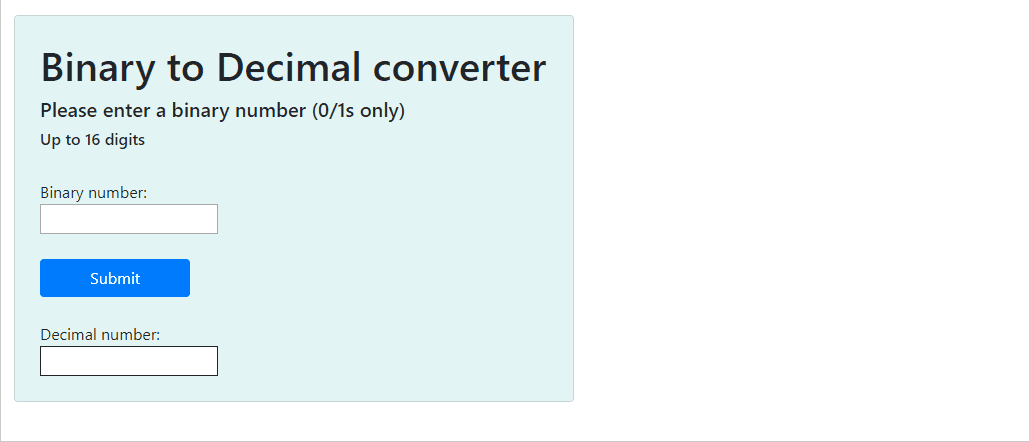 Binary to Decimal converter
Please enter a binary number (0/1s only)
Up to 16 digits
Binary number:
Submit
Decimal number: